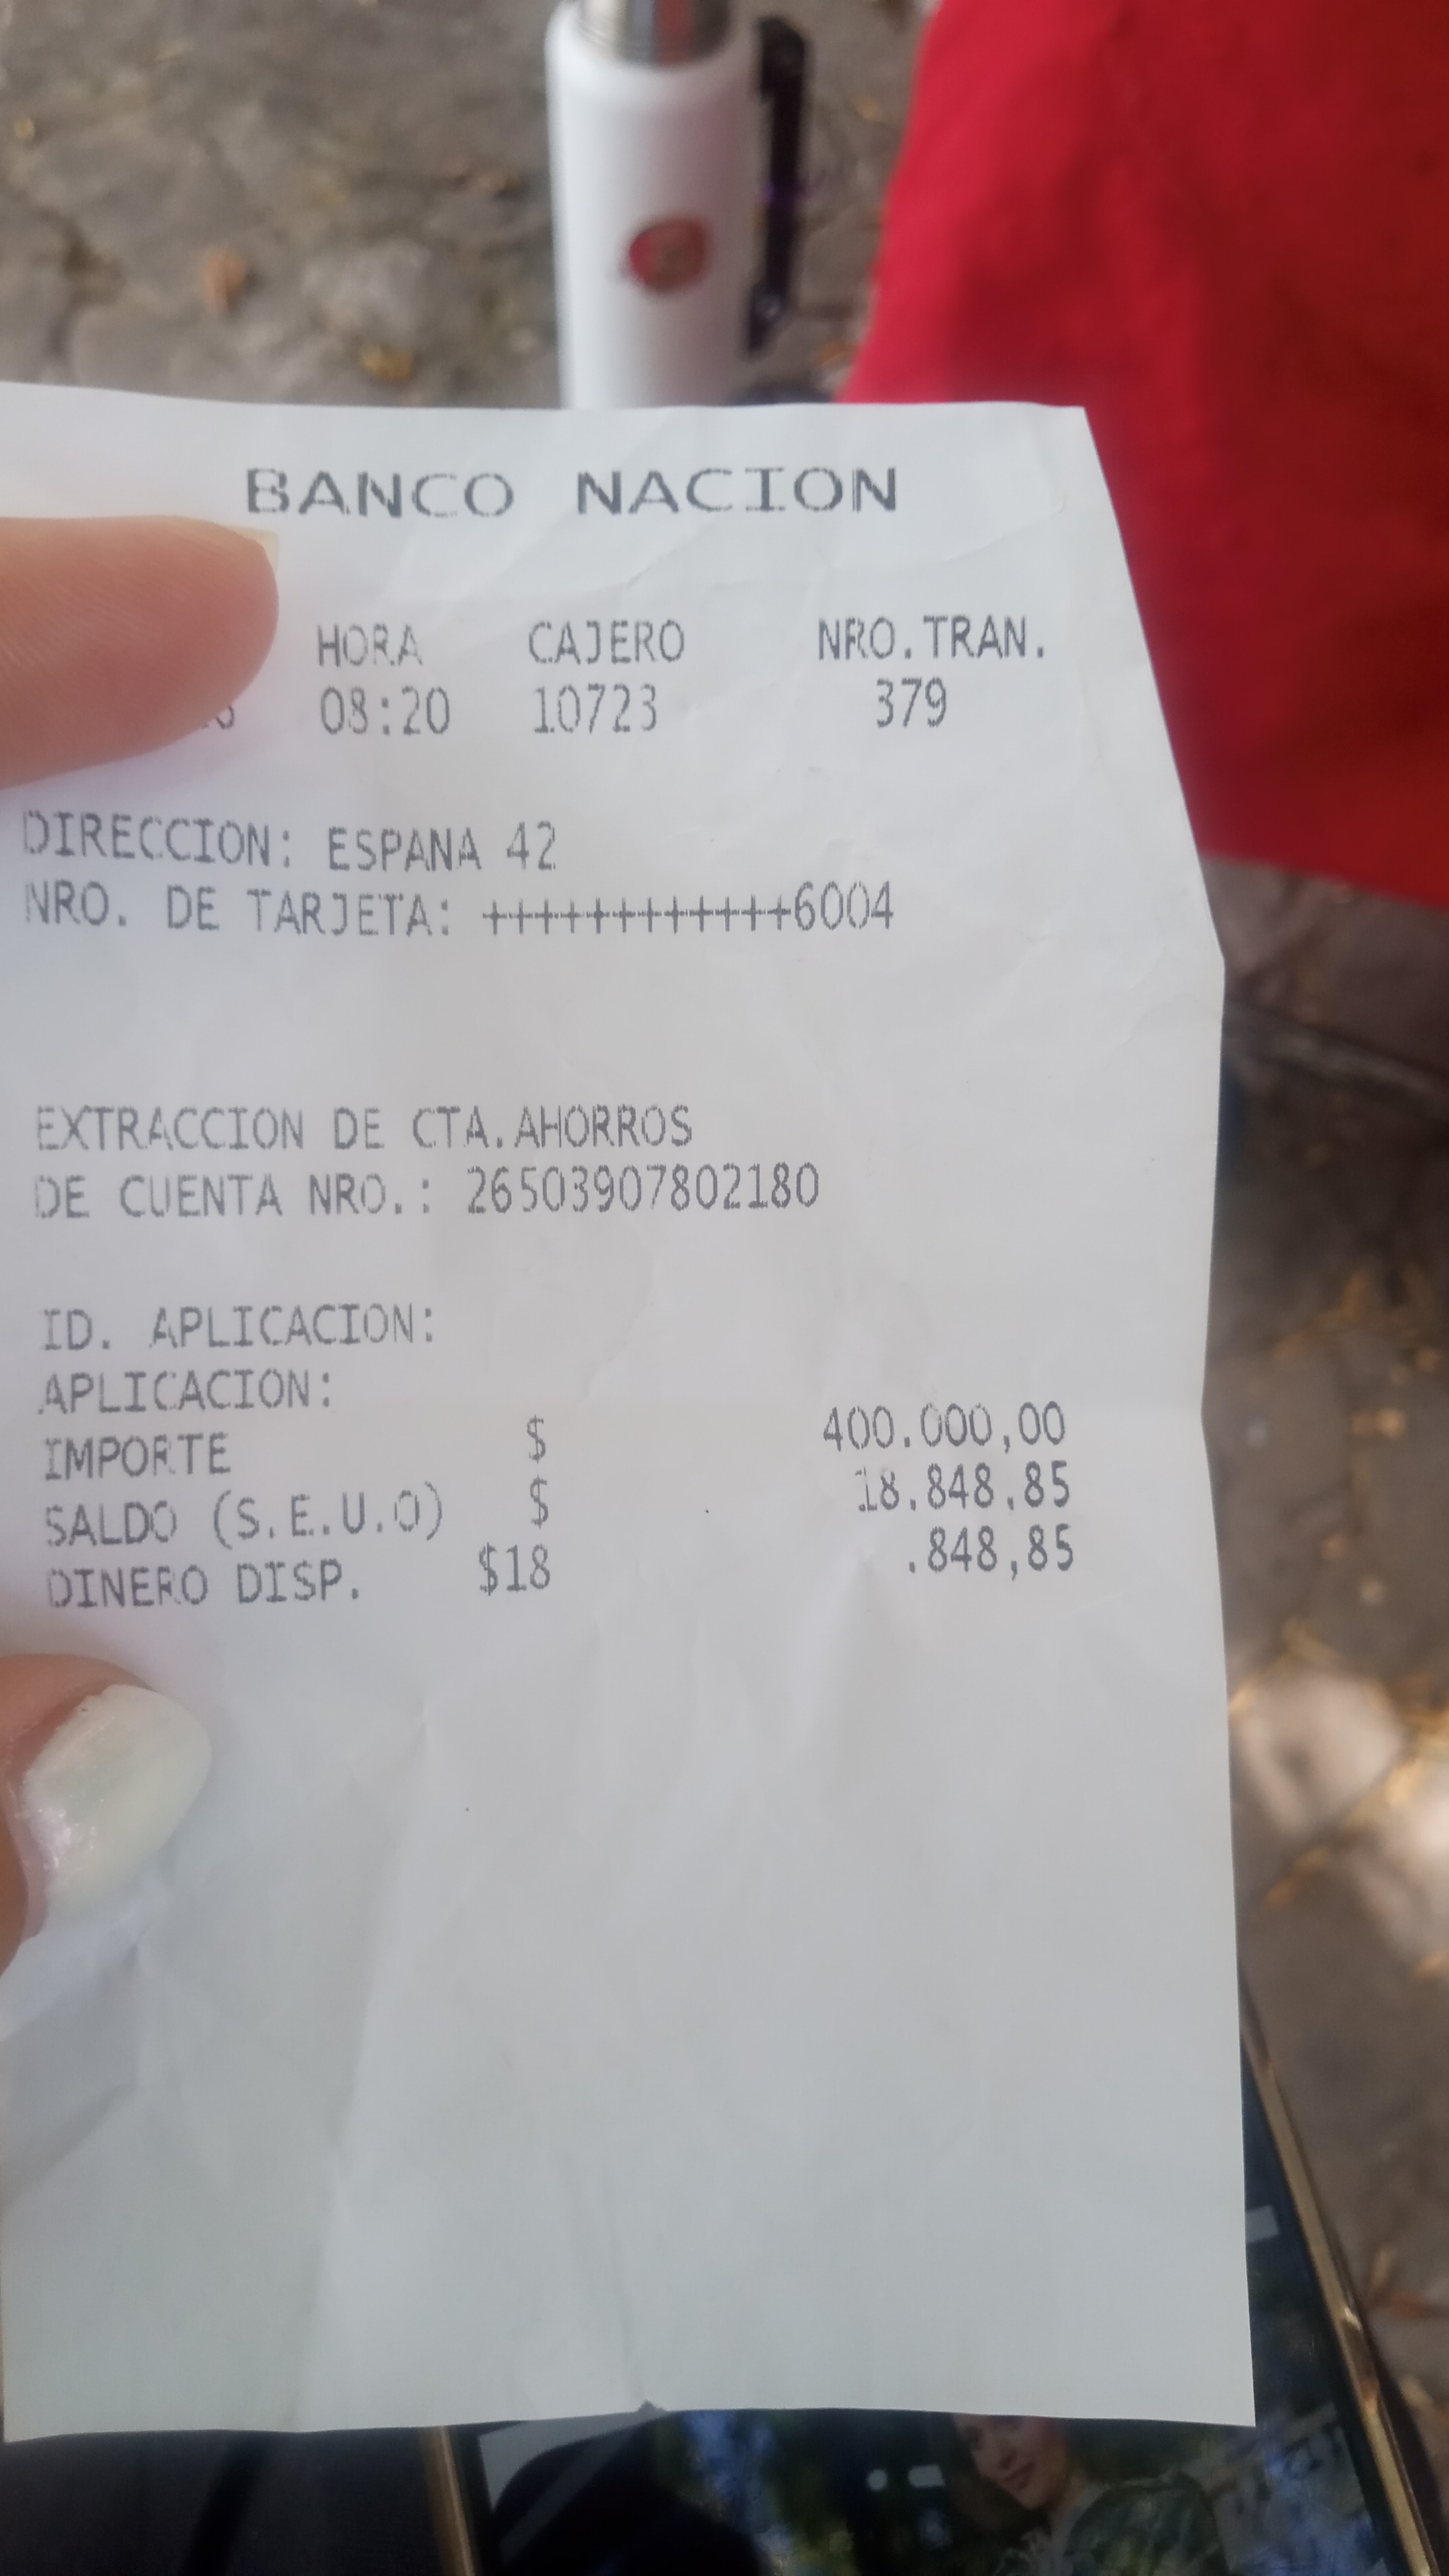 BANCO NACION
HORA CAJERO NRO.TRAN.
08:20 10723 379
DIRECCION: ESPANA 42
NRO. DE TARJETA: ++++++++++++6004
EXTRACCION DE CTA.AHORROS
DE CUENTA NRO.: 26503907802180
ID. APLICACION:
APLICACION:
IMPORTE $ 400.000,00
SALDO (S.E.U.O) $ 18.848,85
DINERO DISP. $18 .848,85